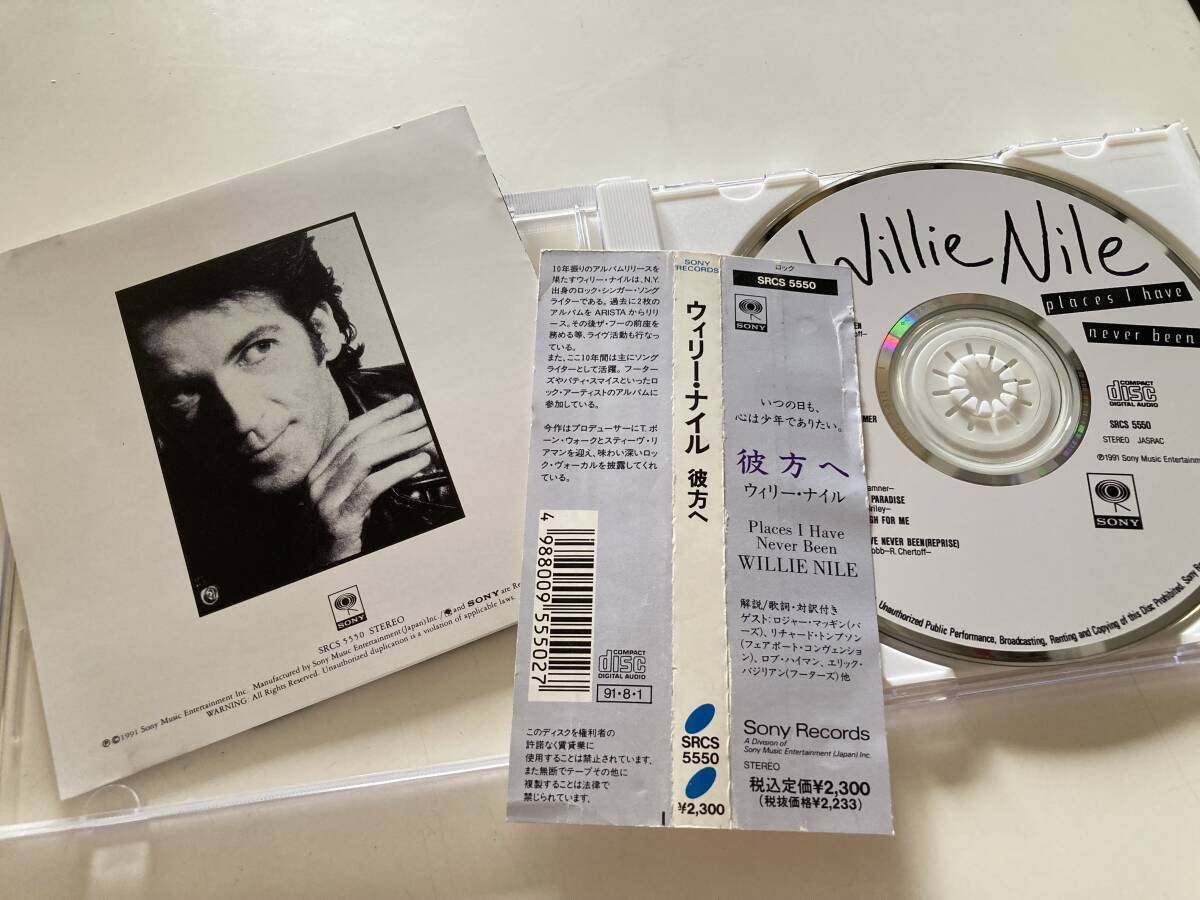 SONY
SRCS 5550 STEREO
Ⓟ©1991 Sony Music Entertainment Inc. Manufactured by Sony Music Entertainment (Japan) Inc./ and SONY are Re
WARNING: All Rights Reserved. Unauthorized duplication is a violation of applicable laws.
10年振りのアルバムリリースを
果たすウィリー・ナイルは、N.Y.
出身のロック・シンガー・ソング
ライターである。過去に2枚の
アルバムをARISTAからリリ
ース。その後ザ・フーの前座を
務める等、ライヴ活動も行なっ
ている。
また、ここ10年間は主にソング
ライターとして活躍。フーター
ズやパティ・スマイスといったロ
ック・アーティストのアルバムに
参加している。
今作はプロデューサーにT.ボ
ーン・ウォークとスティーヴ・リ
アマンを迎え、味わい深いロッ
ク・ヴォーカルを披露してくれ
ている。
4 988009 555027
COMPACT
disc
DIGITAL AUDIO
91・8・1
このディスクを権利者の
許諾なく賃貸業に
使用することは禁止されています。
また無断でテープその他に
複製することは法律で
禁じられています。
SONY
RECORDS
ウィリー・ナイル 彼方へ
SRCS
5550
¥2,300
ロック
SRCS 5550
SONY
いつの日も、
心は少年でありたい。
彼方へ
ウィリー・ナイル
Places I Have
Never Been
WILLIE NILE
解説/歌詞・対訳付き
ゲスト:ロジャー・マッギン(バ
ーズ)、リチャード・トンプソン
(フェアポート・コンヴェンショ
ン)、ロブ・ハイマン、エリック・
バジリアン(フーターズ)他
Sony Records
A Division of
Sony Music Entertainment (Japan) Inc.
STEREO
税込定価¥2,300
(税抜価格¥2,233)
Willie Nile
places I have
never been
COMPACT
disc
DIGITAL AUDIO
SRCS 5550
STEREO JASRAC
Ⓟ1991 Sony Music Entertainmen
SONY
PARADISE
GH FOR ME
VE NEVER BEEN(REPRISE)
obb–R. Chertoff–
Unauthorized Public Performance, Broadcasting, Renting and Copying of this Disc Prohibited Sony Re